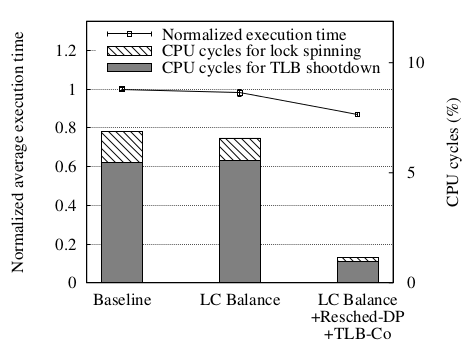 Normalized execution time
CPU cycles for lock spinning
CPU cycles for TLB shootdown
Normalized average execution time
1.2
1
0.8
0.6
0.4
0.2
0
10
5
0
CPU cycles (%)
Baseline
LC Balance
LC Balance
+Resched-DP
+TLB-Co